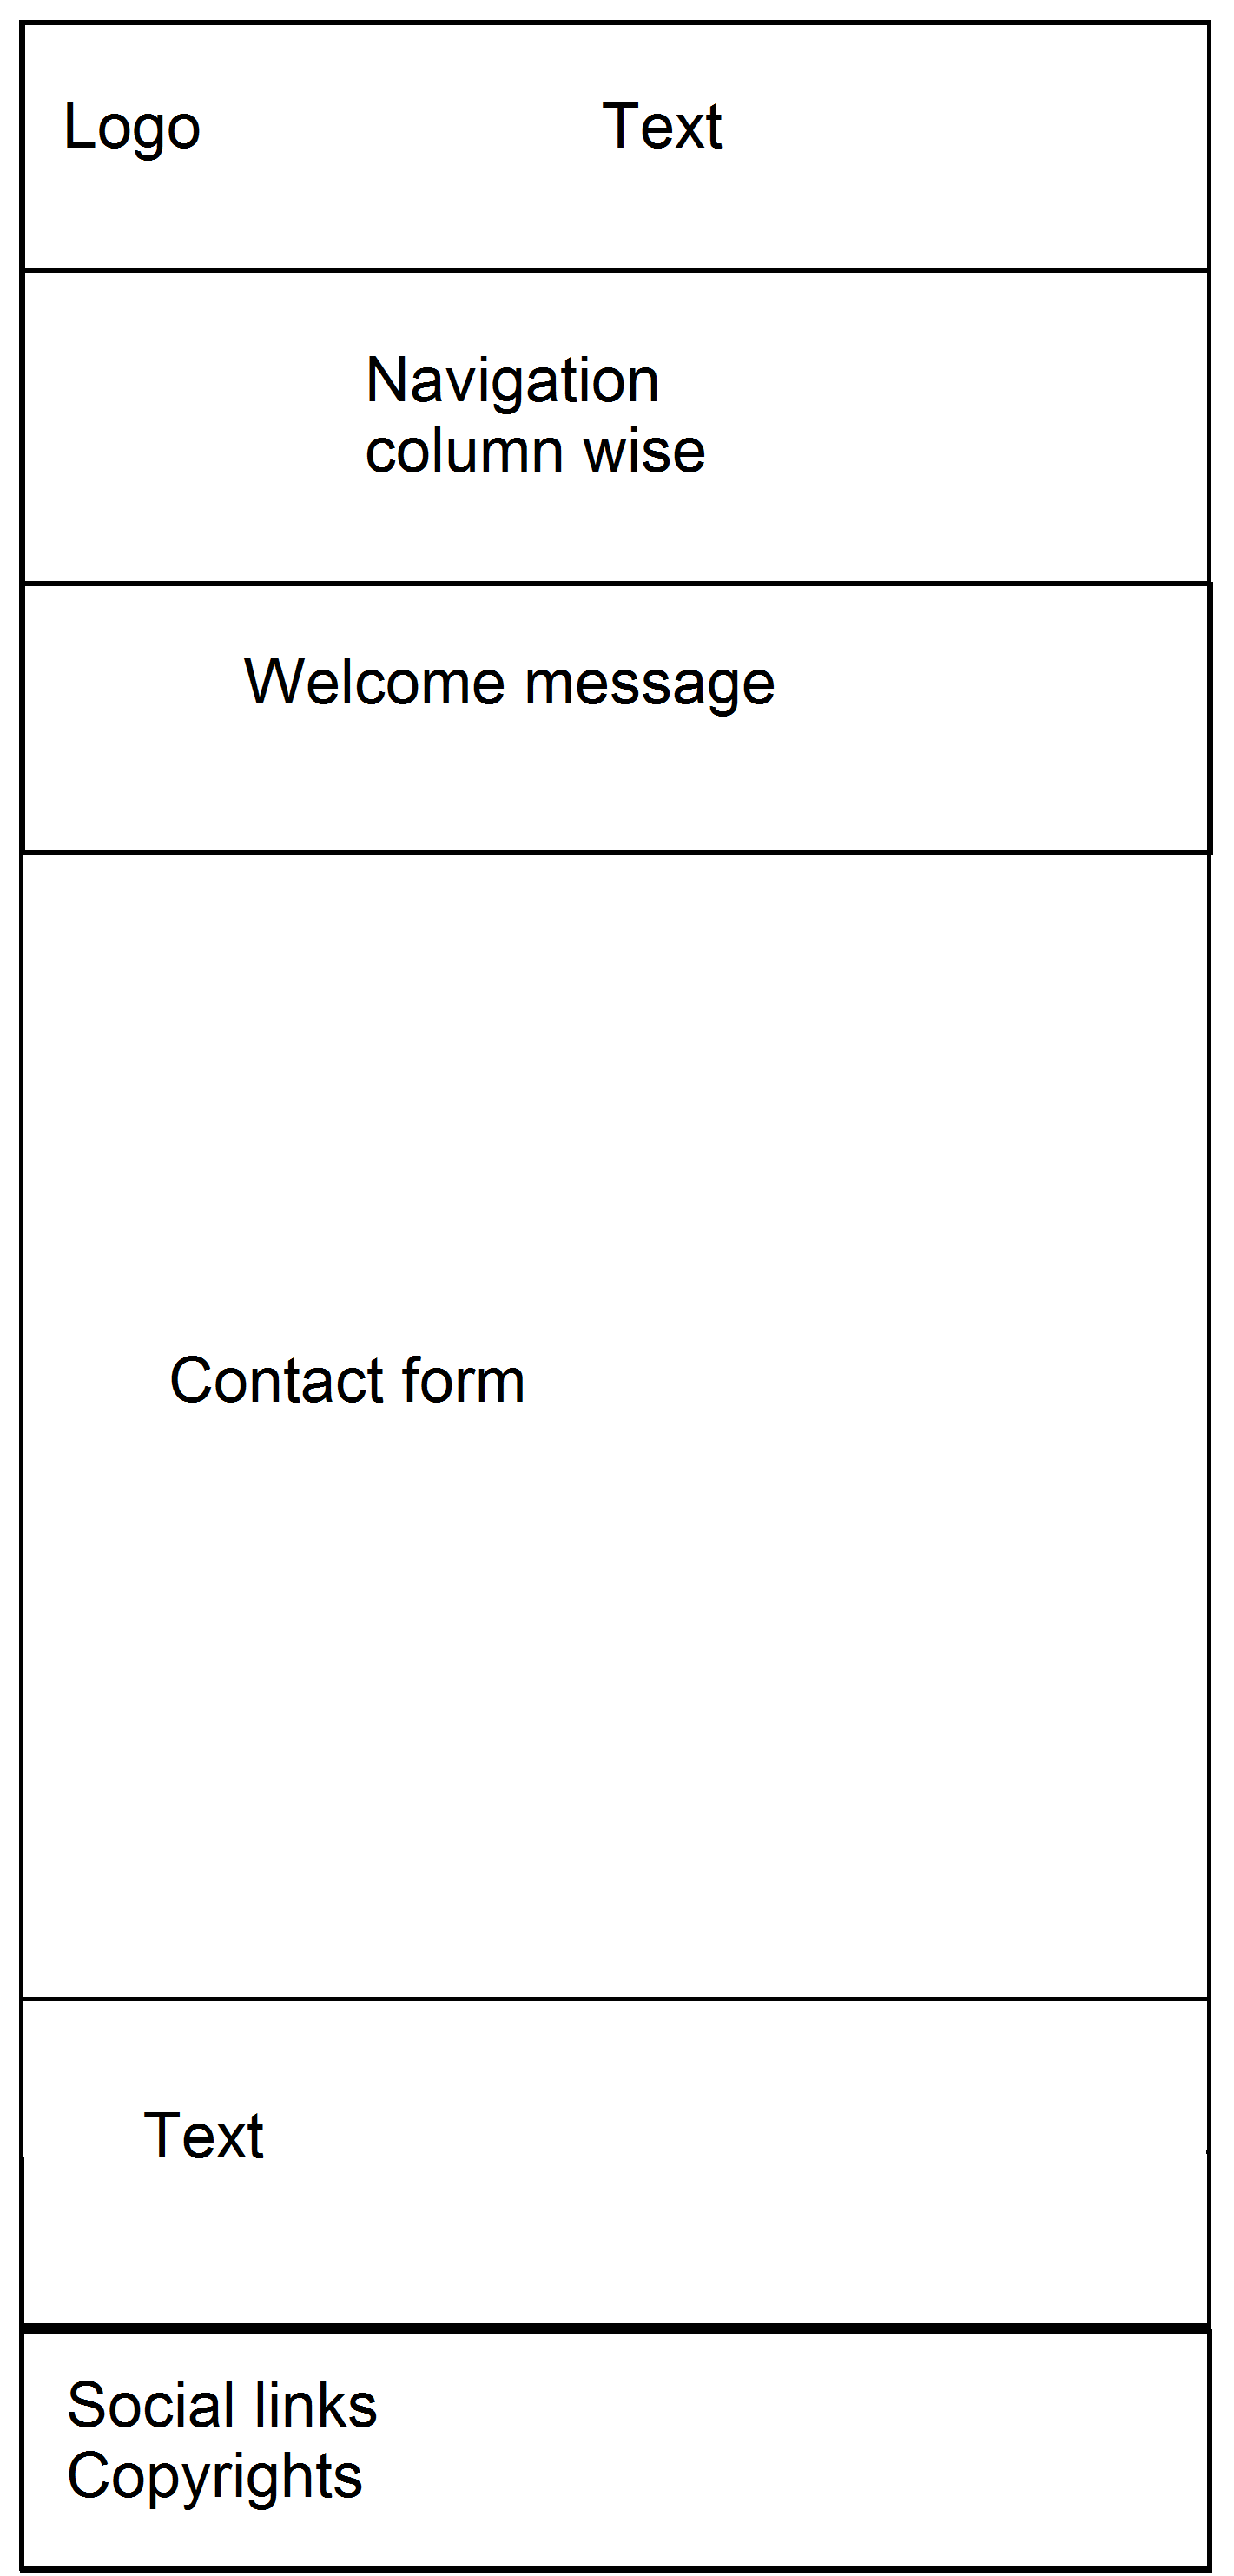 Logo Text
Navigation
column wise
Welcome message
Contact form
Text
Social links
Copyrights